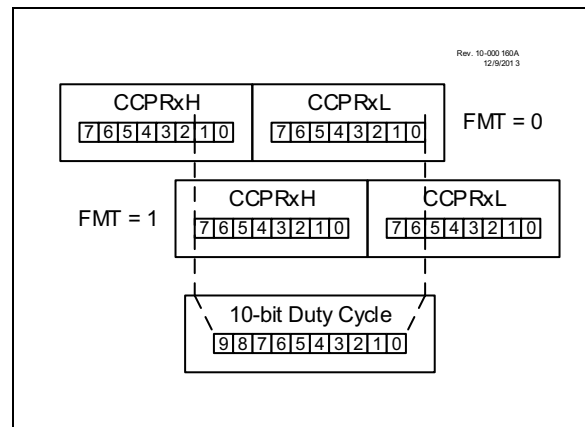 Rev. 10-000 160A
12/9/201 3
CCPRxH CCPRxL
7 6 5 4 3 2 1 0 7 6 5 4 3 2 1 0 FMT = 0
CCPRxH CCPRxL
FMT = 1 7 6 5 4 3 2 1 0 7 6 5 4 3 2 1 0
10-bit Duty Cycle
9 8 7 6 5 4 3 2 1 0